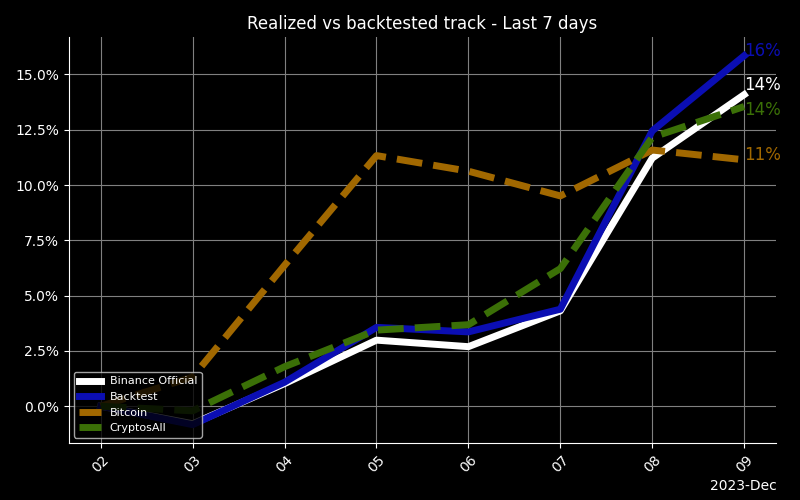 Realized vs backtested track - Last 7 days
16%
15.0%
14%
14%
12.5%
11%
10.0%
7.5%
5.0%
2.5%
0.0%
Binance Official
Backtest
Bitcoin
CryptosAll
02 03 04 05 06 07 08 09
2023-Dec